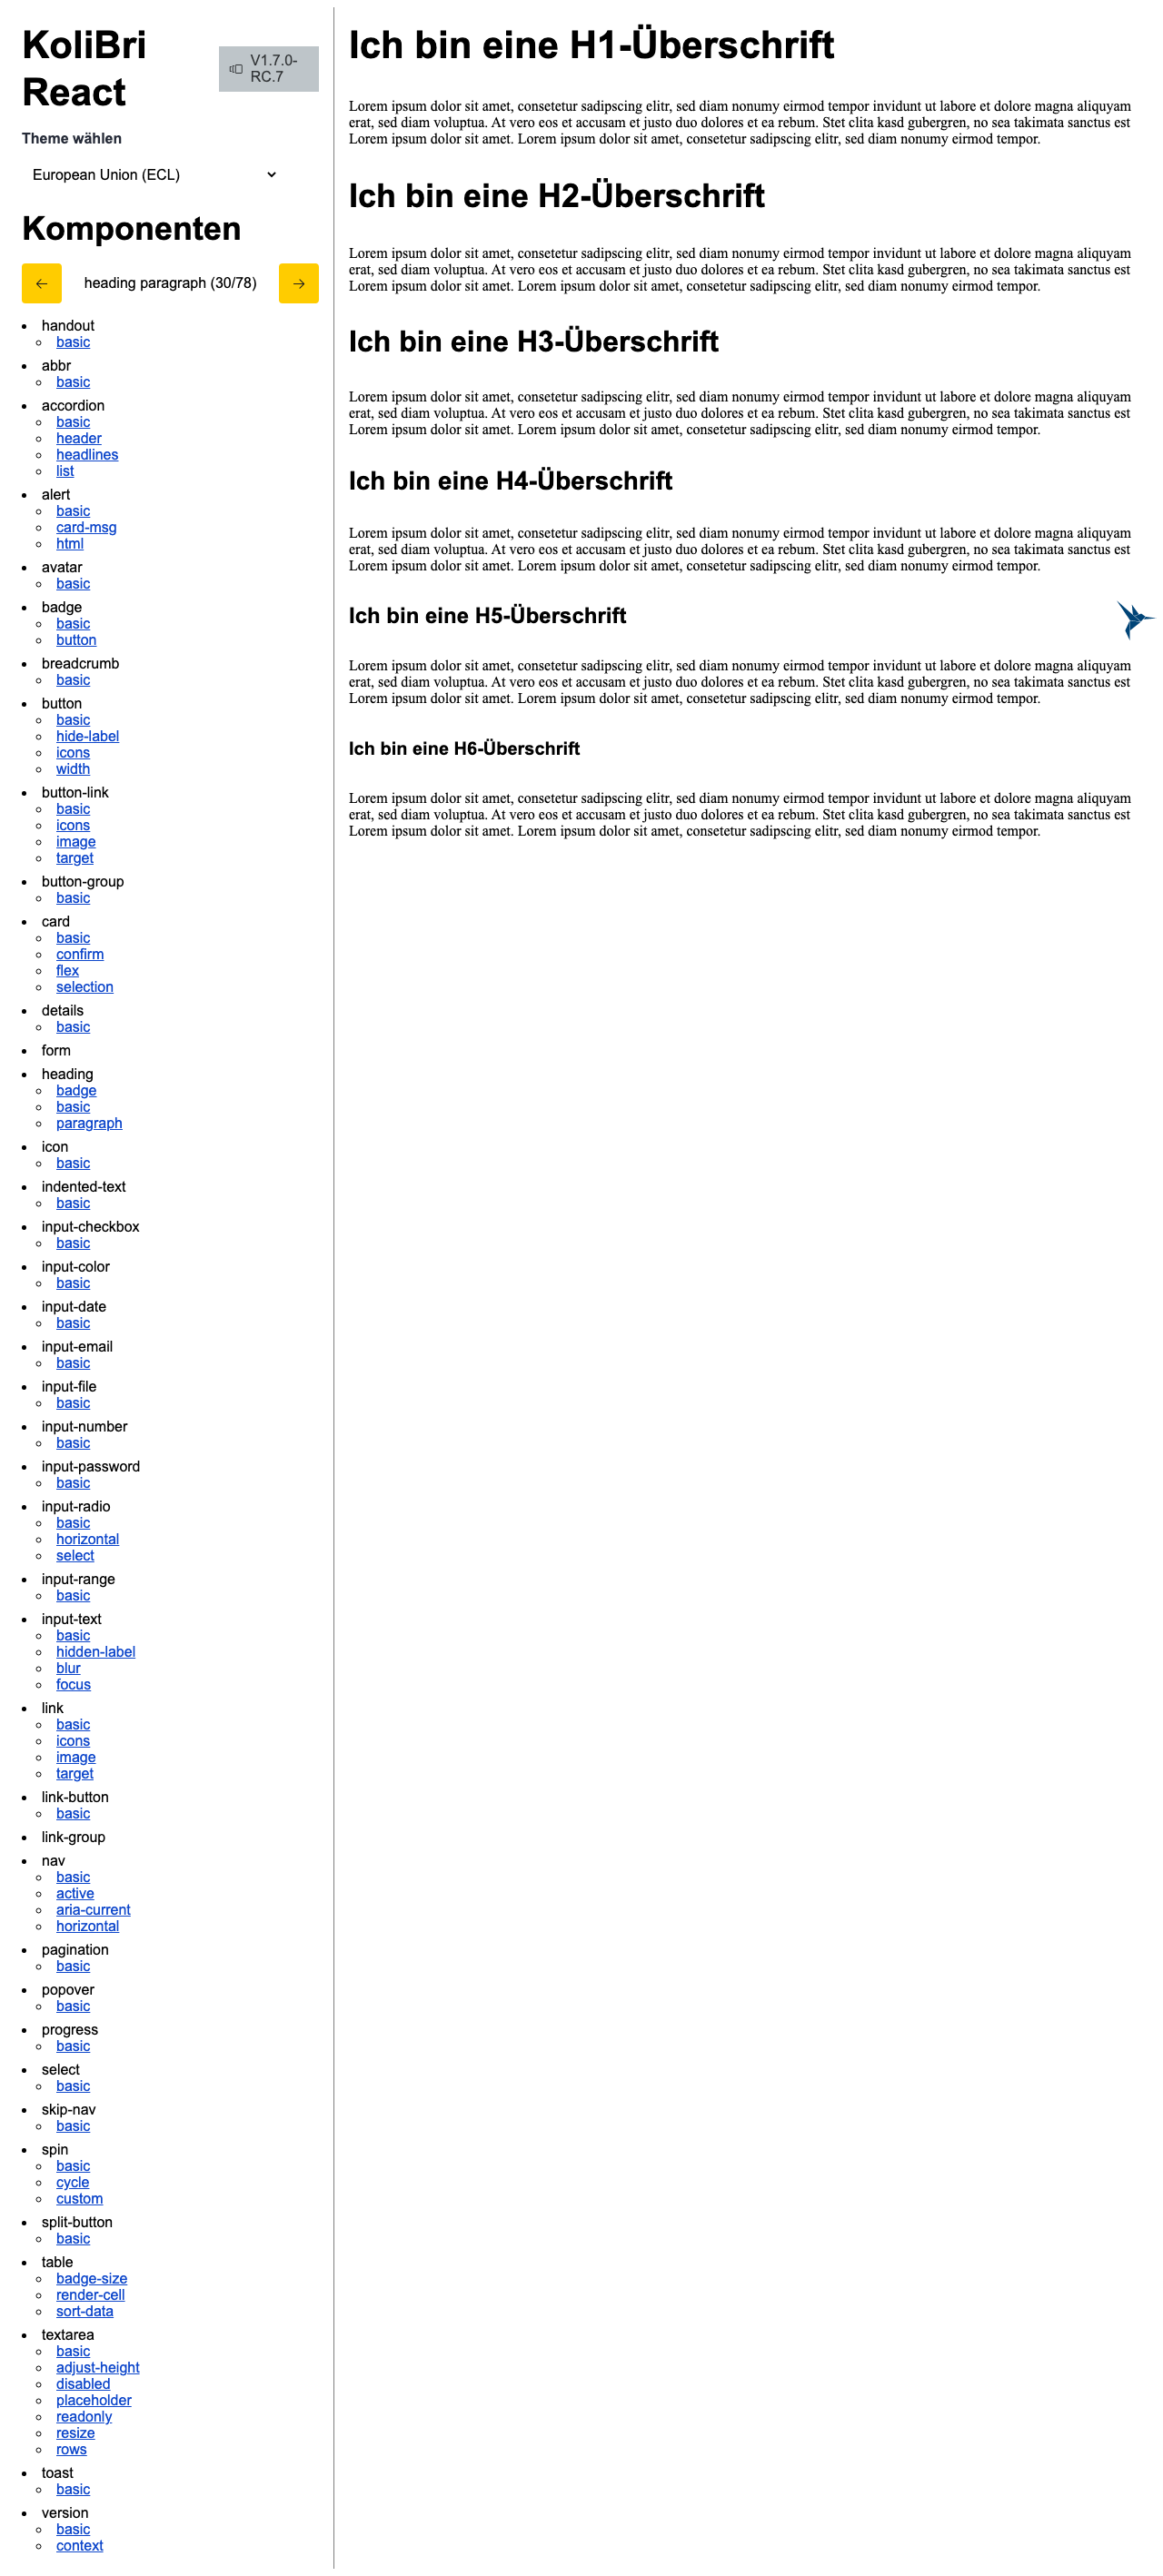 KoliBri
React
V1.7.0-
RC.7
Theme wählen
European Union (ECL)
Komponenten
heading paragraph (30/78)
handout
basic
abbr
basic
accordion
basic
header
headlines
list
alert
basic
card-msg
html
avatar
basic
badge
basic
button
breadcrumb
basic
button
basic
hide-label
icons
width
button-link
basic
icons
image
target
button-group
basic
card
basic
confirm
flex
selection
details
basic
form
heading
badge
basic
paragraph
icon
basic
indented-text
basic
input-checkbox
basic
input-color
basic
input-date
basic
input-email
basic
input-file
basic
input-number
basic
input-password
basic
input-radio
basic
horizontal
select
input-range
basic
input-text
basic
hidden-label
blur
focus
link
basic
icons
image
target
link-button
basic
link-group
nav
basic
active
aria-current
horizontal
pagination
basic
popover
basic
progress
basic
select
basic
skip-nav
basic
spin
basic
cycle
custom
split-button
basic
table
badge-size
render-cell
sort-data
textarea
basic
adjust-height
disabled
placeholder
readonly
resize
rows
toast
basic
version
basic
context
Ich bin eine H1-Überschrift
Lorem ipsum dolor sit amet, consetetur sadipscing elitr, sed diam nonumy eirmod tempor invidunt ut labore et dolore magna aliquyam
erat, sed diam voluptua. At vero eos et accusam et justo duo dolores et ea rebum. Stet clita kasd gubergren, no sea takimata sanctus est
Lorem ipsum dolor sit amet. Lorem ipsum dolor sit amet, consetetur sadipscing elitr, sed diam nonumy eirmod tempor.
Ich bin eine H2-Überschrift
Lorem ipsum dolor sit amet, consetetur sadipscing elitr, sed diam nonumy eirmod tempor invidunt ut labore et dolore magna aliquyam
erat, sed diam voluptua. At vero eos et accusam et justo duo dolores et ea rebum. Stet clita kasd gubergren, no sea takimata sanctus est
Lorem ipsum dolor sit amet. Lorem ipsum dolor sit amet, consetetur sadipscing elitr, sed diam nonumy eirmod tempor.
Ich bin eine H3-Überschrift
Lorem ipsum dolor sit amet, consetetur sadipscing elitr, sed diam nonumy eirmod tempor invidunt ut labore et dolore magna aliquyam
erat, sed diam voluptua. At vero eos et accusam et justo duo dolores et ea rebum. Stet clita kasd gubergren, no sea takimata sanctus est
Lorem ipsum dolor sit amet. Lorem ipsum dolor sit amet, consetetur sadipscing elitr, sed diam nonumy eirmod tempor.
Ich bin eine H4-Überschrift
Lorem ipsum dolor sit amet, consetetur sadipscing elitr, sed diam nonumy eirmod tempor invidunt ut labore et dolore magna aliquyam
erat, sed diam voluptua. At vero eos et accusam et justo duo dolores et ea rebum. Stet clita kasd gubergren, no sea takimata sanctus est
Lorem ipsum dolor sit amet. Lorem ipsum dolor sit amet, consetetur sadipscing elitr, sed diam nonumy eirmod tempor.
Ich bin eine H5-Überschrift
Lorem ipsum dolor sit amet, consetetur sadipscing elitr, sed diam nonumy eirmod tempor invidunt ut labore et dolore magna aliquyam
erat, sed diam voluptua. At vero eos et accusam et justo duo dolores et ea rebum. Stet clita kasd gubergren, no sea takimata sanctus est
Lorem ipsum dolor sit amet. Lorem ipsum dolor sit amet, consetetur sadipscing elitr, sed diam nonumy eirmod tempor.
Ich bin eine H6-Überschrift
Lorem ipsum dolor sit amet, consetetur sadipscing elitr, sed diam nonumy eirmod tempor invidunt ut labore et dolore magna aliquyam
erat, sed diam voluptua. At vero eos et accusam et justo duo dolores et ea rebum. Stet clita kasd gubergren, no sea takimata sanctus est
Lorem ipsum dolor sit amet. Lorem ipsum dolor sit amet, consetetur sadipscing elitr, sed diam nonumy eirmod tempor.